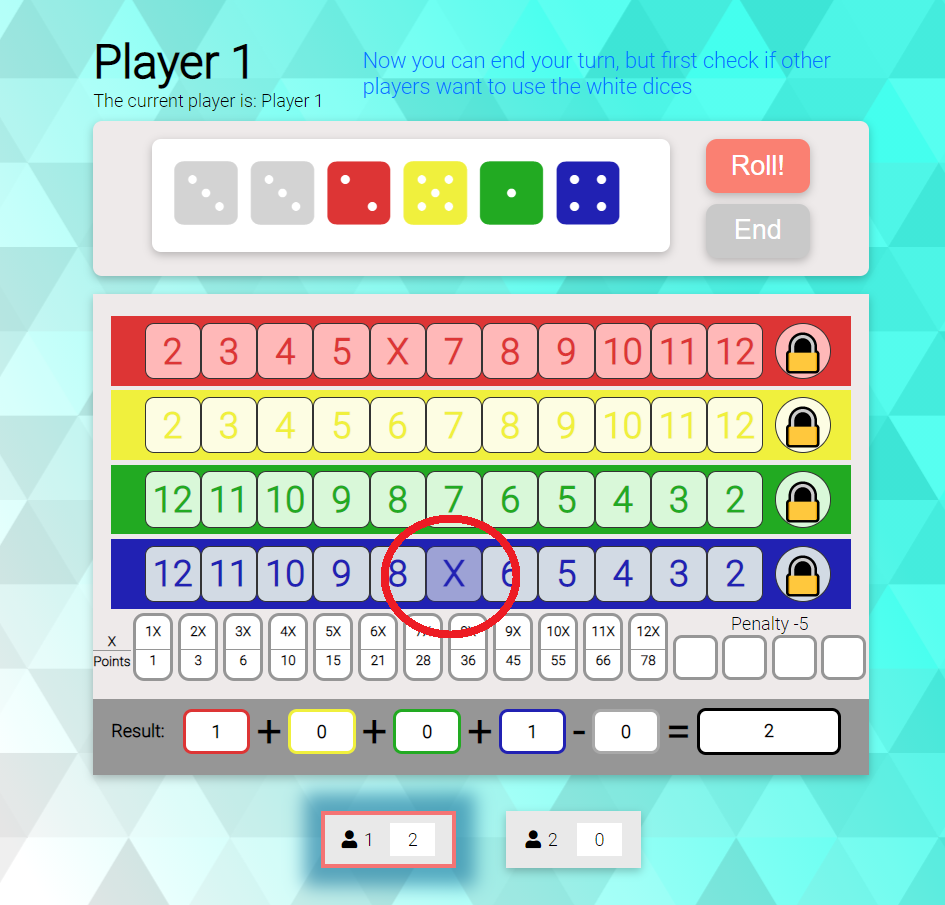 Player 1
The current player is: Player 1
Now you can end your turn, but first check if other
players want to use the white dices
Roll!
End
2 3 4 5 X 7 8 9 10 11 12
2 3 4 5 6 7 8 9 10 11 12
12 11 10 9 8 7 6 5 4 3 2
12 11 10 9 8 X 6 5 4 3 2
Penalty -5
X 1X 2X 3X 4X 5X 6X 7X 8X 9X 10X 11X 12X
Points 1 3 6 10 15 21 28 36 45 55 66 78
Result: 1 + 0 + 0 + 1 - 0 = 2
1 2
2 0